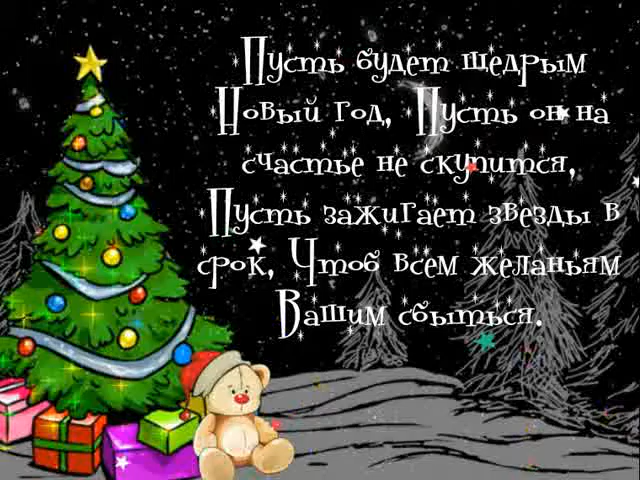 Пусть будет щедрым
Новый год, Пусть он на
счастье не скупится,
Пусть зажигает звезды в
срок, Чтоб всем желаньям
Вашим сбыться.